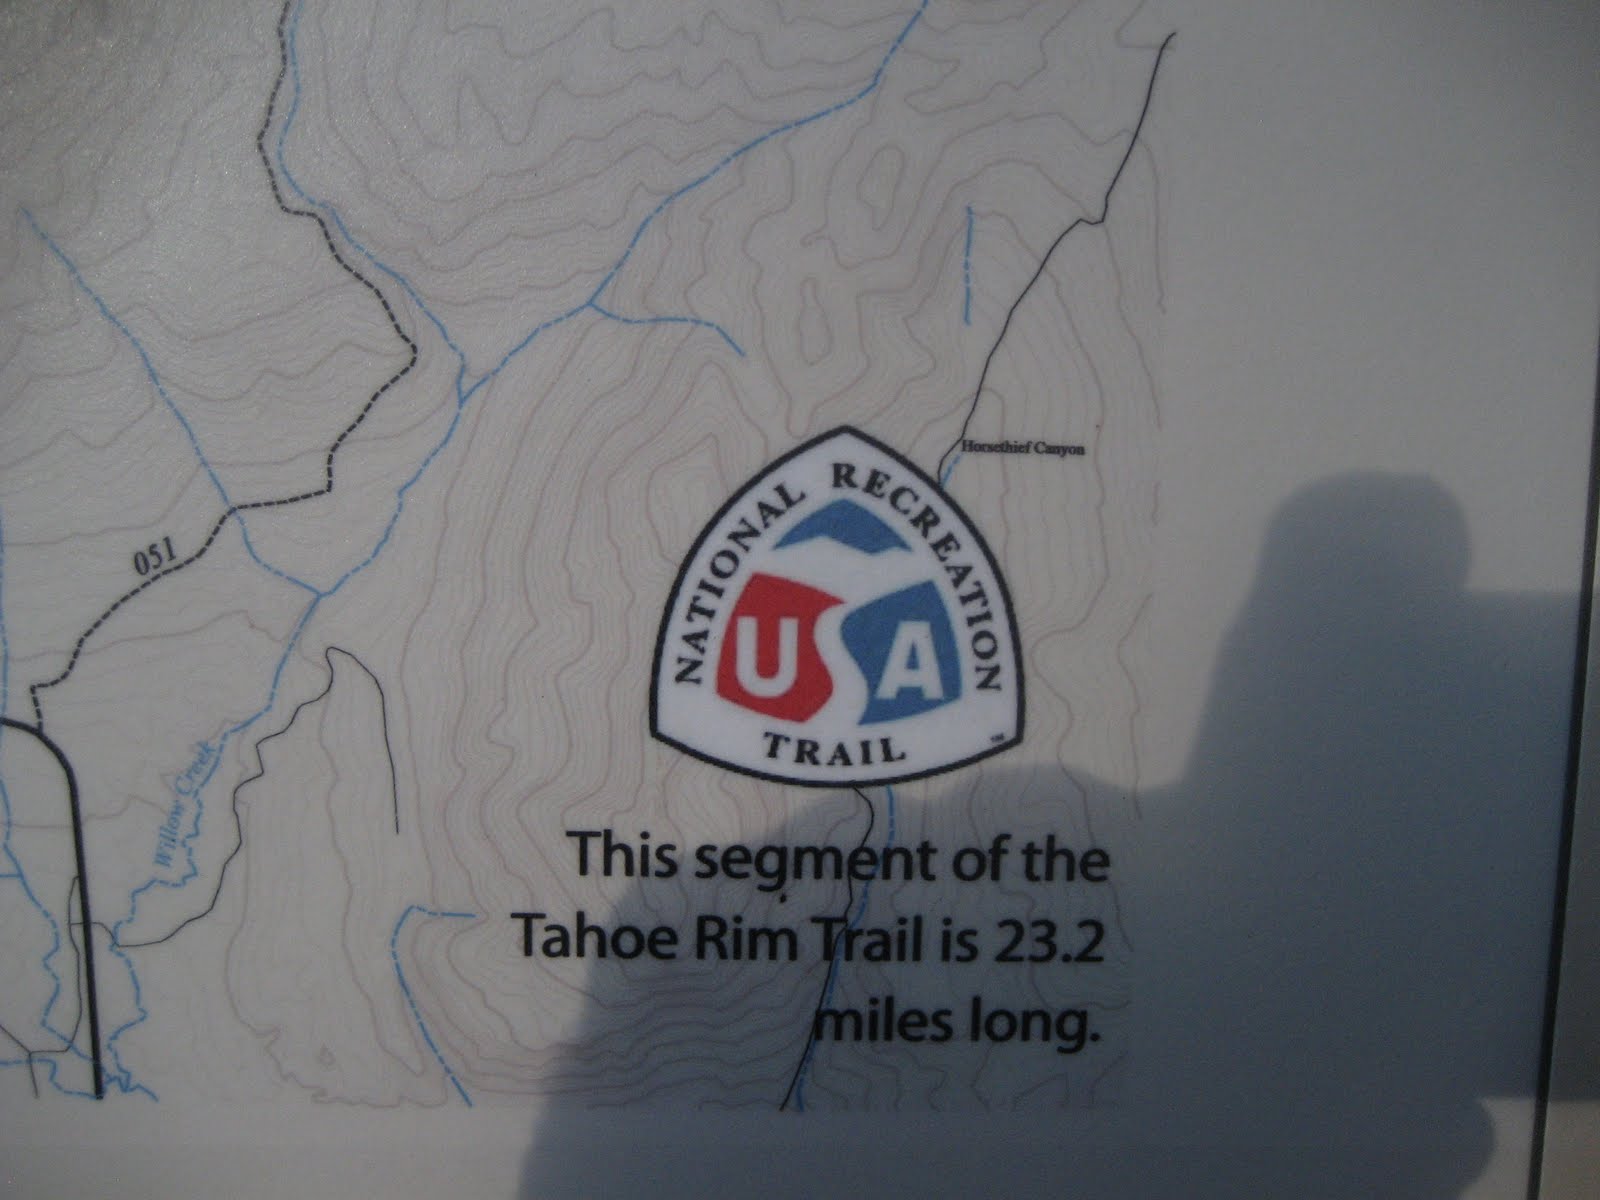 Horsethief Canyon
NATIONAL RECREATION
USA
TRAIL
™
051
Willow Creek
This segment of the
Tahoe Rim Trail is 23.2
miles long.